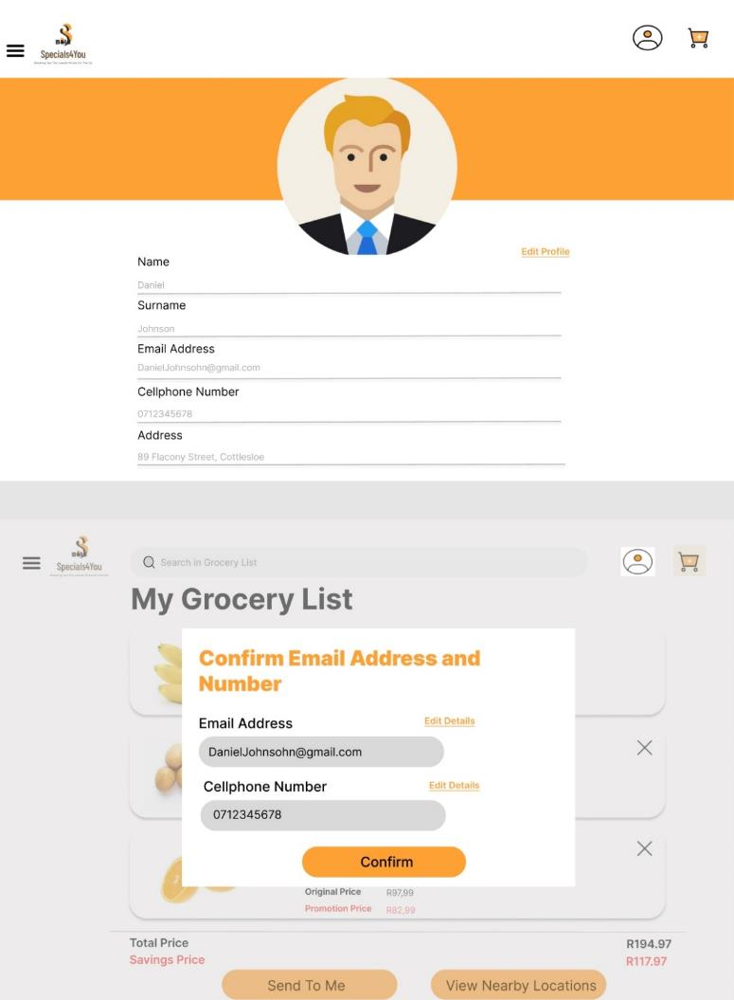 Specials4You
Edit Profile
Name
Daniel
Surname
Johnson
Email Address
DanielJohnsohn@gmail.com
Cellphone Number
0712345678
Address
89 Flacony Street, Cottlesloe
Specials4You
Search in Grocery List
My Grocery List
Confirm Email Address and
Number
Email Address Edit Details
DanielJohnsohn@gmail.com
Cellphone Number Edit Details
0712345678
Confirm
Original Price R97,99
Promotion Price R82,99
Total Price R194.97
Savings Price R117.97
Send To Me View Nearby Locations